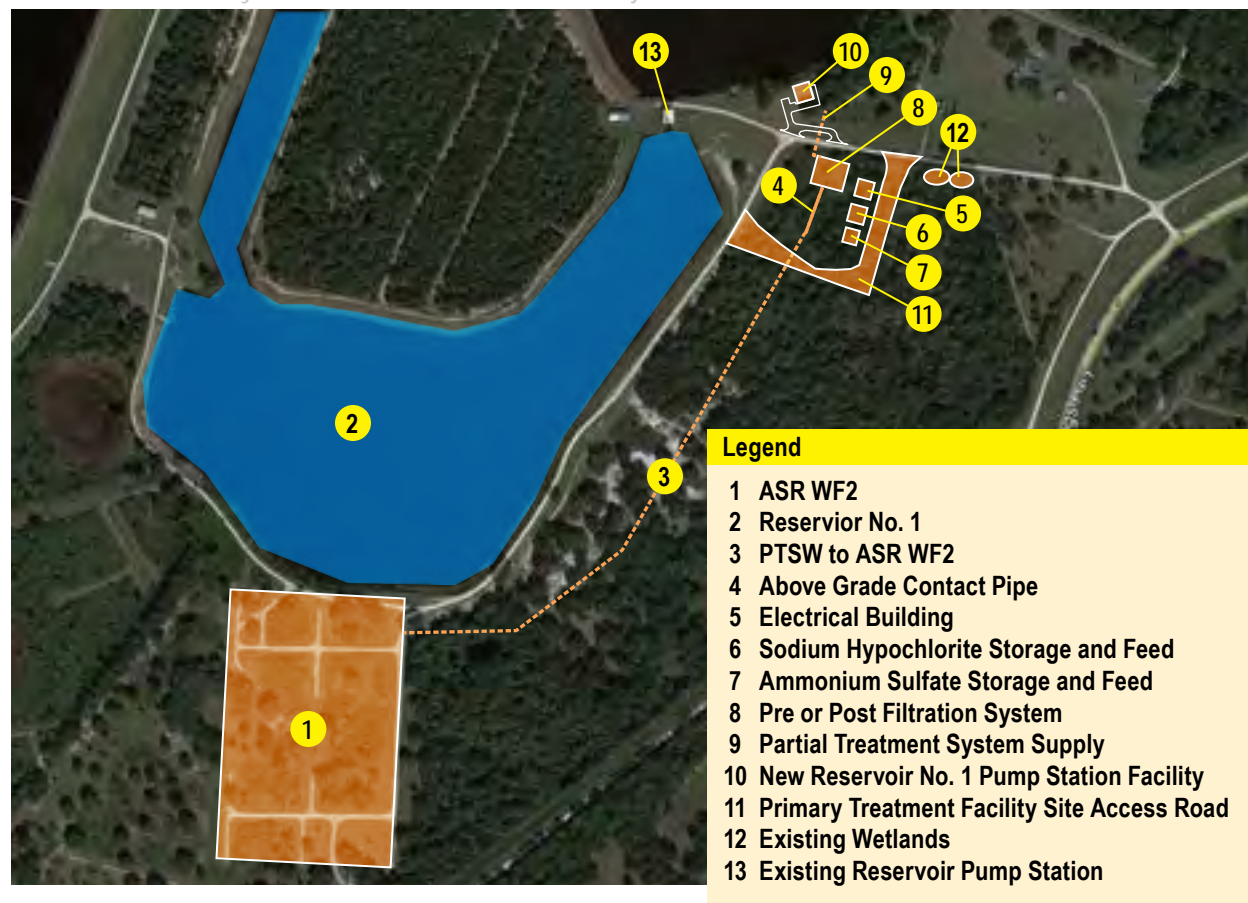 13
10
9
8
12
4
5
6
7
11
2
3
1
Legend
1 ASR WF2
2 Reservior No. 1
3 PTSW to ASR WF2
4 Above Grade Contact Pipe
5 Electrical Building
6 Sodium Hypochlorite Storage and Feed
7 Ammonium Sulfate Storage and Feed
8 Pre or Post Filtration System
9 Partial Treatment System Supply
10 New Reservoir No. 1 Pump Station Facility
11 Primary Treatment Facility Site Access Road
12 Existing Wetlands
13 Existing Reservoir Pump Station